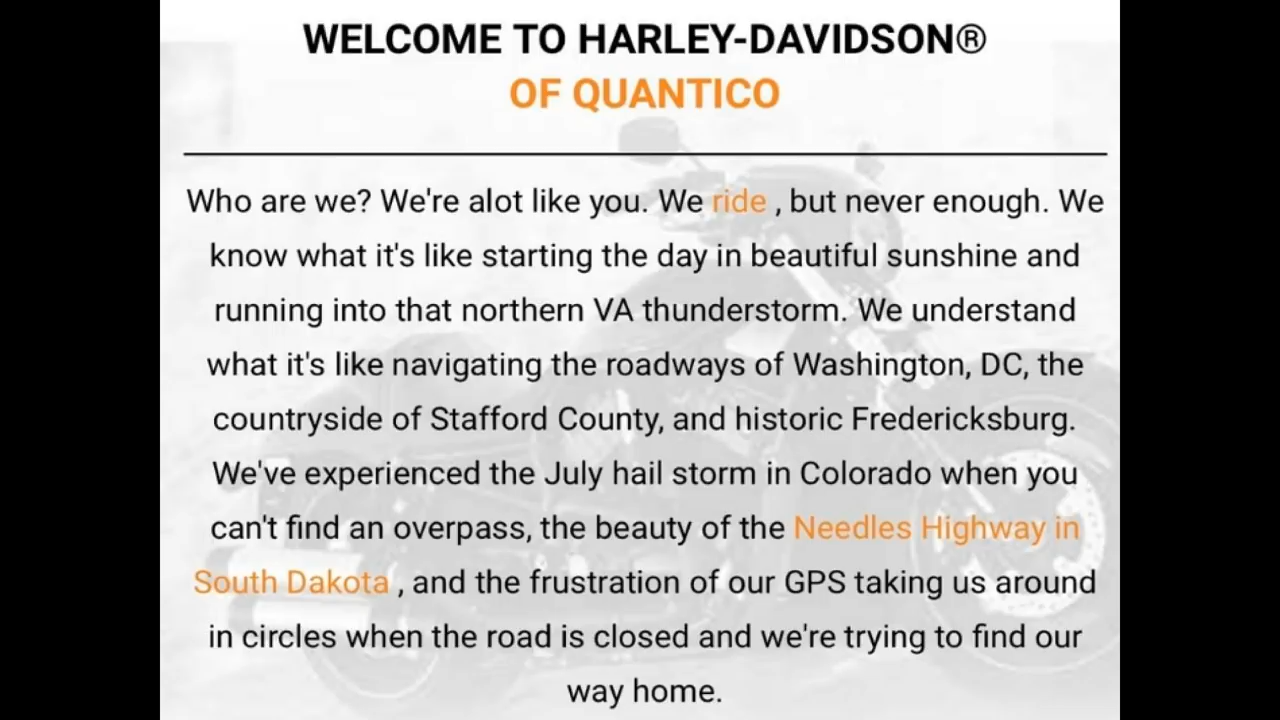 WELCOME TO HARLEY-DAVIDSON®
OF QUANTICO
Who are we? We're alot like you. We ride , but never enough. We
know what it's like starting the day in beautiful sunshine and
running into that northern VA thunderstorm. We understand
what it's like navigating the roadways of Washington, DC, the
countryside of Stafford County, and historic Fredericksburg.
We've experienced the July hail storm in Colorado when you
can't find an overpass, the beauty of the Needles Highway in
South Dakota , and the frustration of our GPS taking us around
in circles when the road is closed and we're trying to find our
way home.